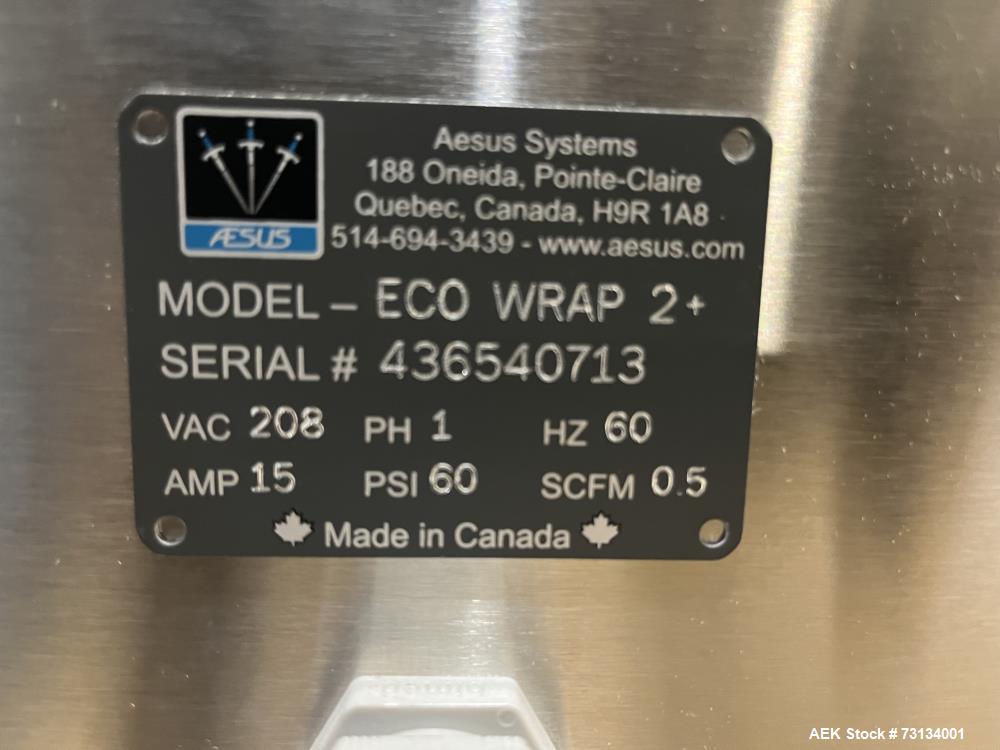 Aesus Systems
188 Oneida, Pointe-Claire
Quebec, Canada, H9R 1A8
ÆSUS
514-694-3439 - www.aesus.com
MODEL – ECO WRAP 2+
SERIAL # 436540713
VAC 208 PH 1 HZ 60
AMP 15 PSI 60 SCFM 0.5
Made in Canada
AEK Stock # 73134001